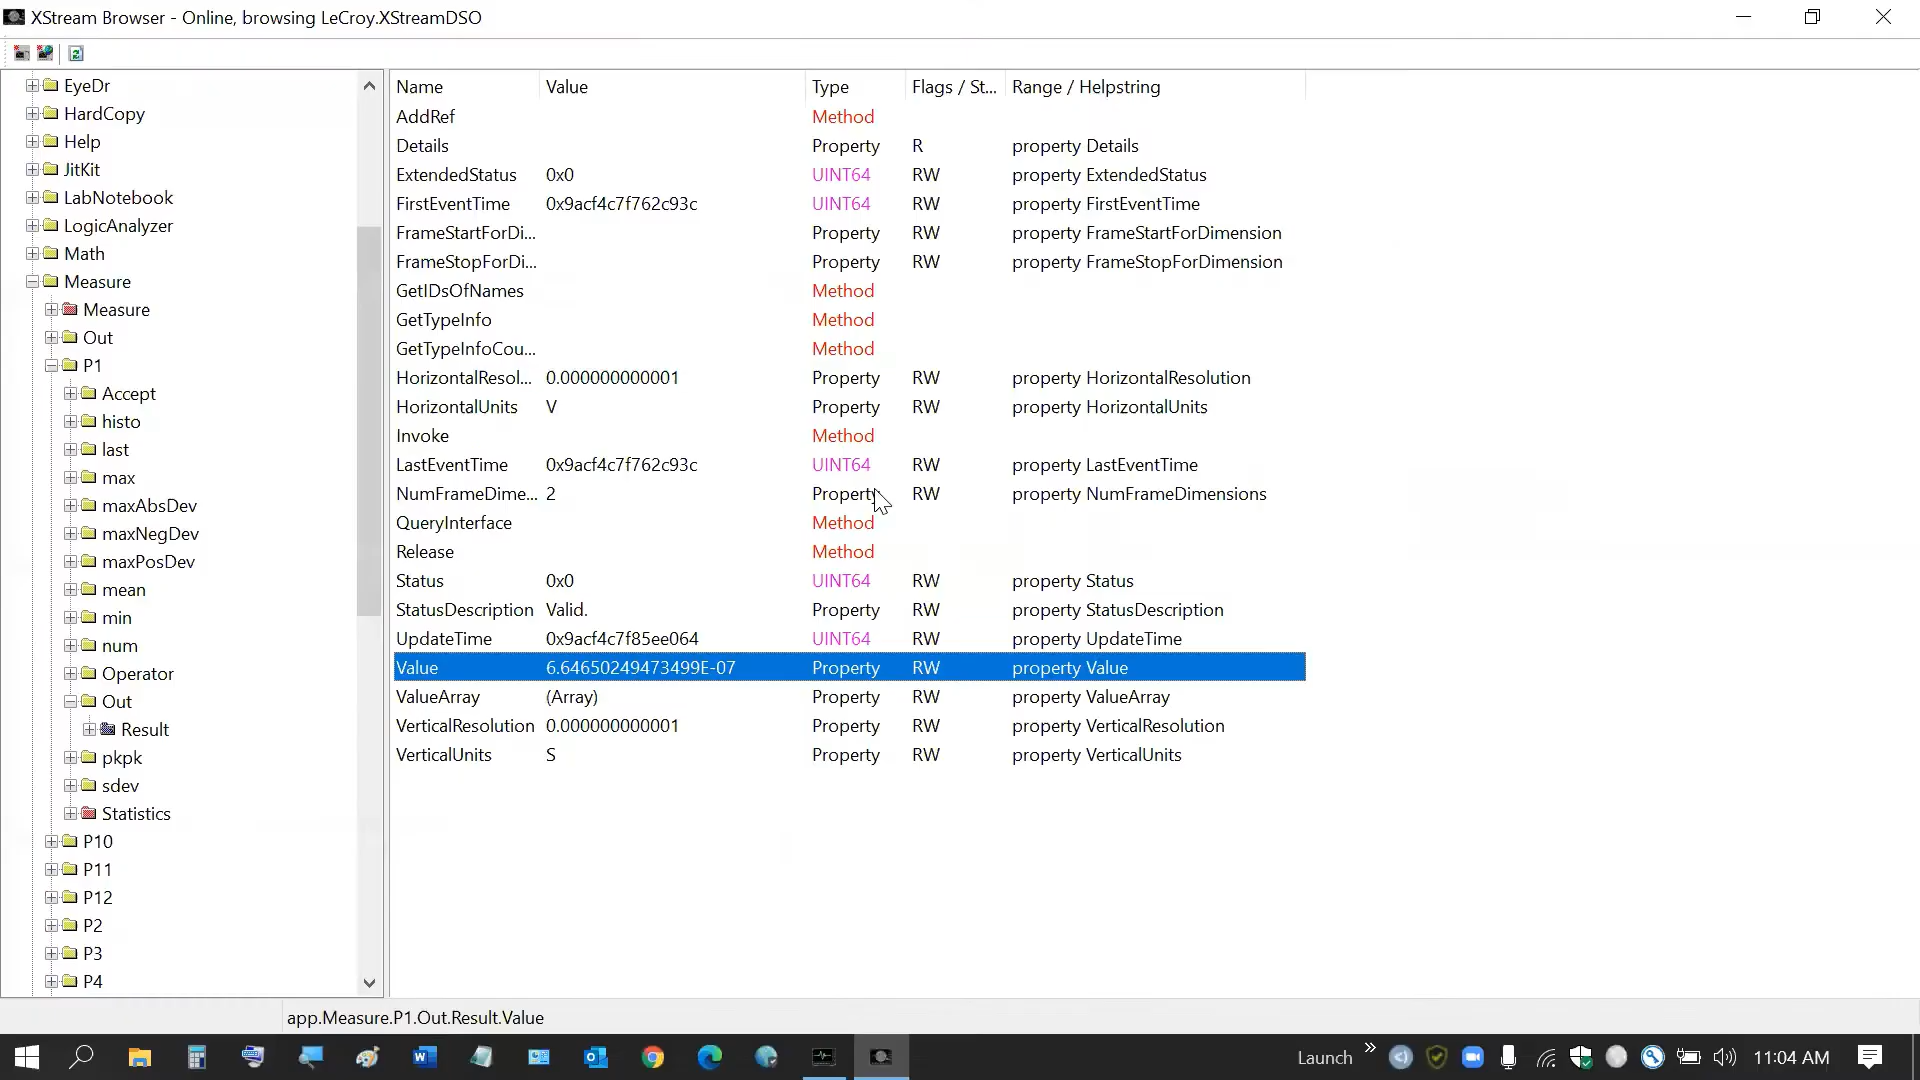 XStream Browser - Online, browsing LeCroy.XStreamDSO
EyeDr
HardCopy
Help
JitKit
LabNotebook
LogicAnalyzer
Math
Measure
Measure
Out
P1
Accept
histo
last
max
maxAbsDev
maxNegDev
maxPosDev
mean
min
num
Operator
Out
Result
pkpk
sdev
Statistics
P10
P11
P12
P2
P3
P4
Name Value Type Flags / St... Range / Helpstring
AddRef Method
Details Property R property Details
ExtendedStatus 0x0 UINT64 RW property ExtendedStatus
FirstEventTime 0x9acf4c7f762c93c UINT64 RW property FirstEventTime
FrameStartForDi... Property RW property FrameStartForDimension
FrameStopForDi... Property RW property FrameStopForDimension
GetIDsOfNames Method
GetTypeInfo Method
GetTypeInfoCou... Method
HorizontalResol... 0.000000000001 Property RW property HorizontalResolution
HorizontalUnits V Property RW property HorizontalUnits
Invoke Method
LastEventTime 0x9acf4c7f762c93c UINT64 RW property LastEventTime
NumFrameDime... 2 Property RW property NumFrameDimensions
QueryInterface Method
Release Method
Status 0x0 UINT64 RW property Status
StatusDescription Valid. Property RW property StatusDescription
UpdateTime 0x9acf4c7f85ee064 UINT64 RW property UpdateTime
Value 6.64650249473499E-07 Property RW property Value
ValueArray (Array) Property RW property ValueArray
VerticalResolution 0.000000000001 Property RW property VerticalResolution
VerticalUnits S Property RW property VerticalUnits
app.Measure.P1.Out.Result.Value
Launch » 11:04 AM